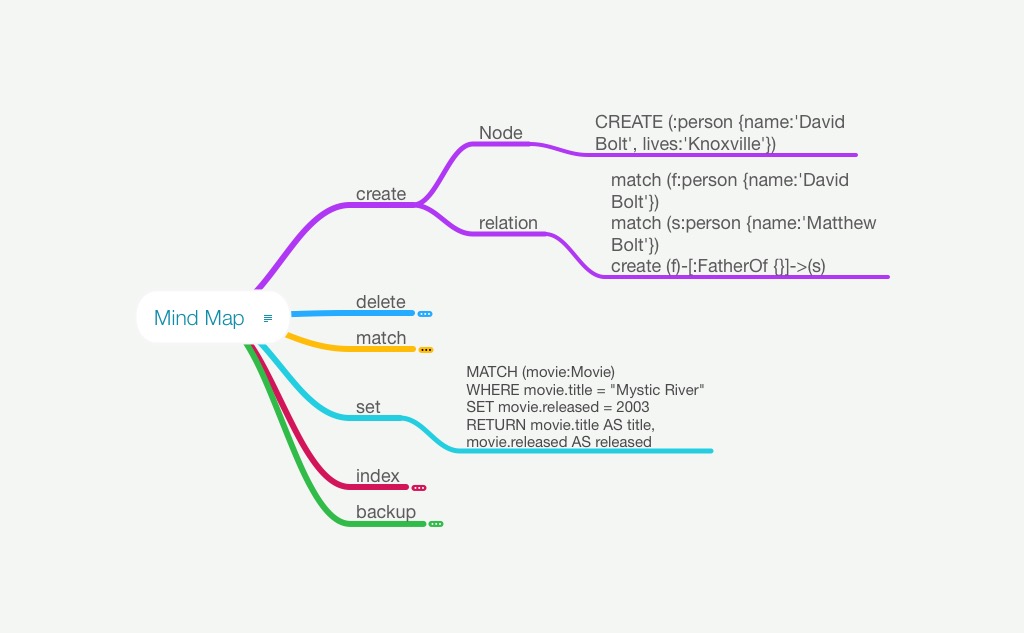 Mind Map
create
Node
CREATE (:person {name:'David
Bolt', lives:'Knoxville'})
relation
match (f:person {name:'David
Bolt'})
match (s:person {name:'Matthew
Bolt'})
create (f)-[:FatherOf {}]->(s)
delete
match
set
MATCH (movie:Movie)
WHERE movie.title = "Mystic River"
SET movie.released = 2003
RETURN movie.title AS title,
movie.released AS released
index
backup